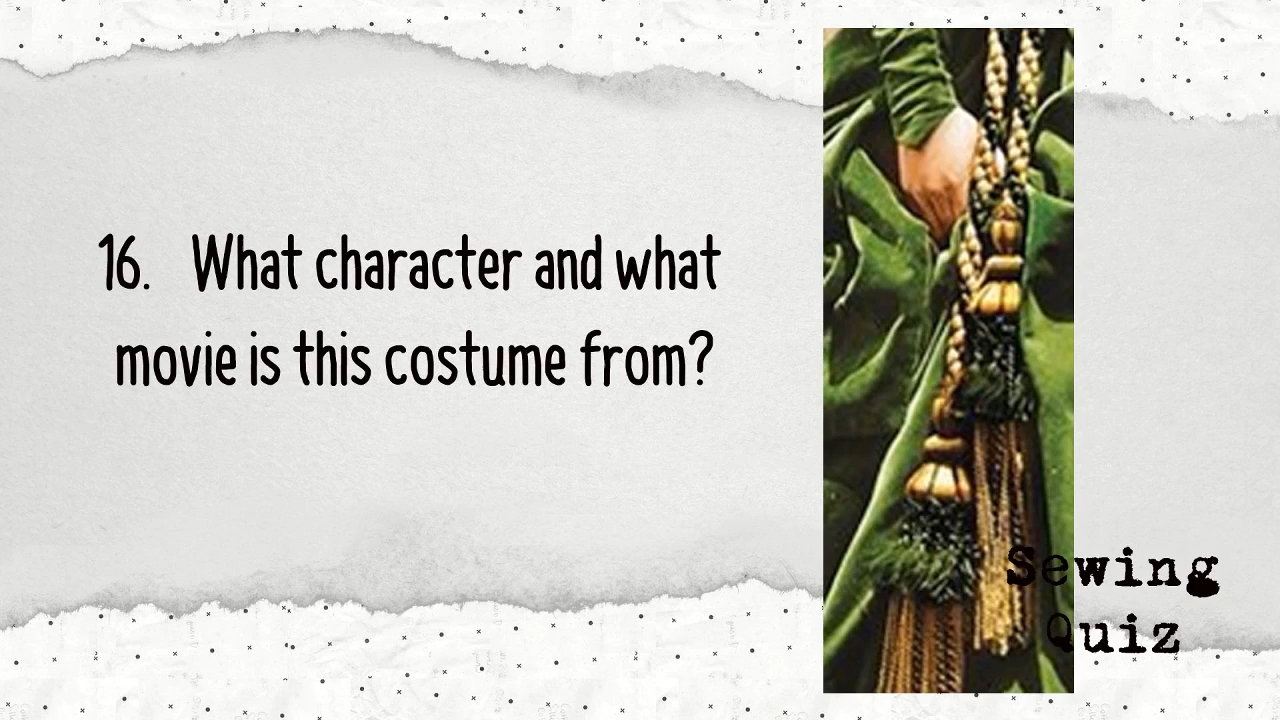 16. What character and what
movie is this costume from?
Sewing
Quiz